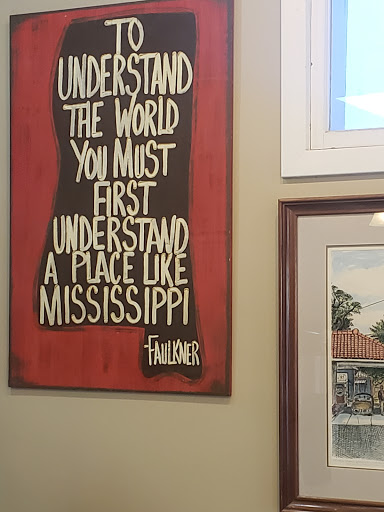 TO
UNDERSTAND
THE WORLD
YOU MUST
FIRST
UNDERSTAND
A PLACE LIKE
MISSISSIPPI
-FAULKNER